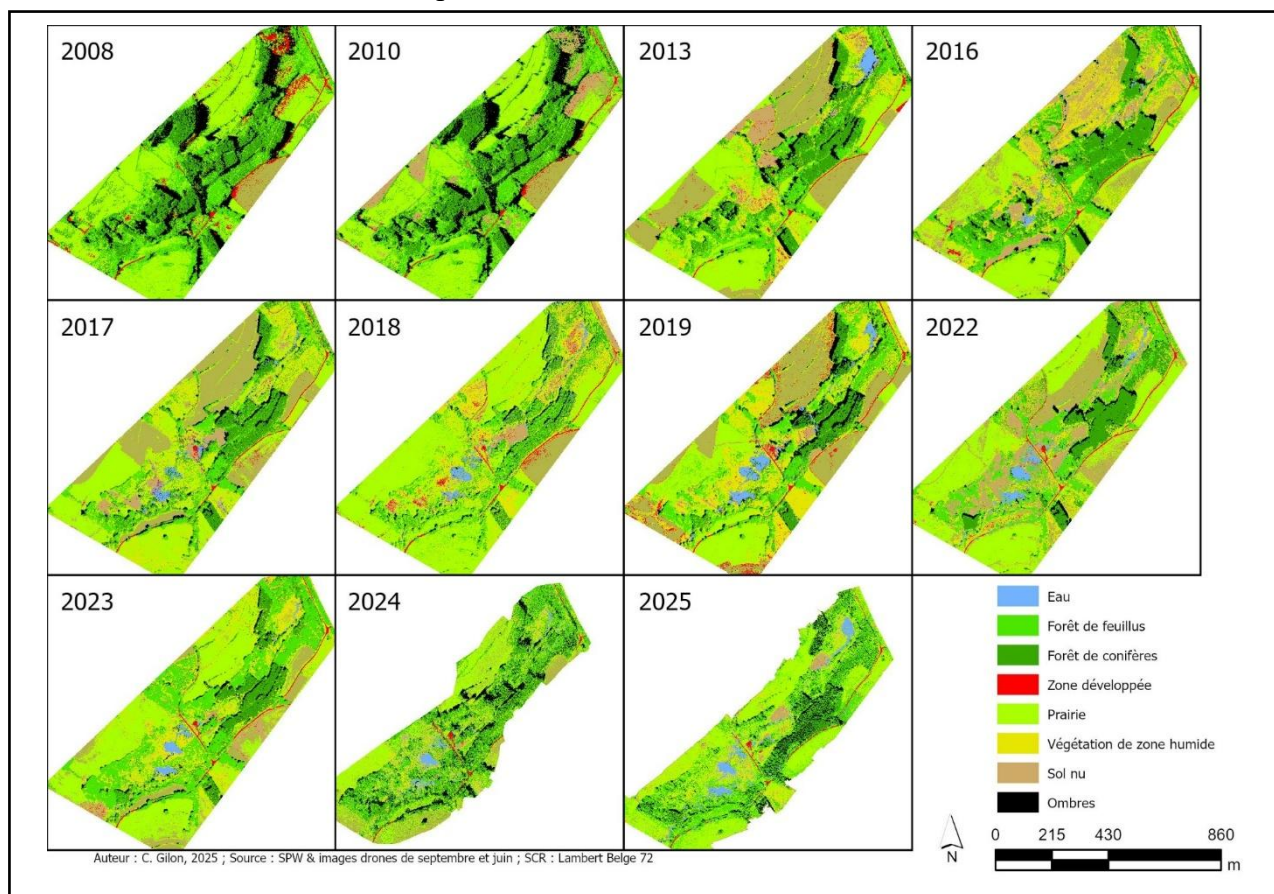 2008
2010
2013
2016
2017
2018
2019
2022
2023
2024
2025
Eau
Forêt de feuillus
Forêt de conifères
Zone développée
Prairie
Végétation de zone humide
Sol nu
Ombres
N
0 215 430 860
m
Auteur : C. Gilon, 2025 ; Source : SPW & images drones de septembre et juin ; SCR : Lambert Belge 72